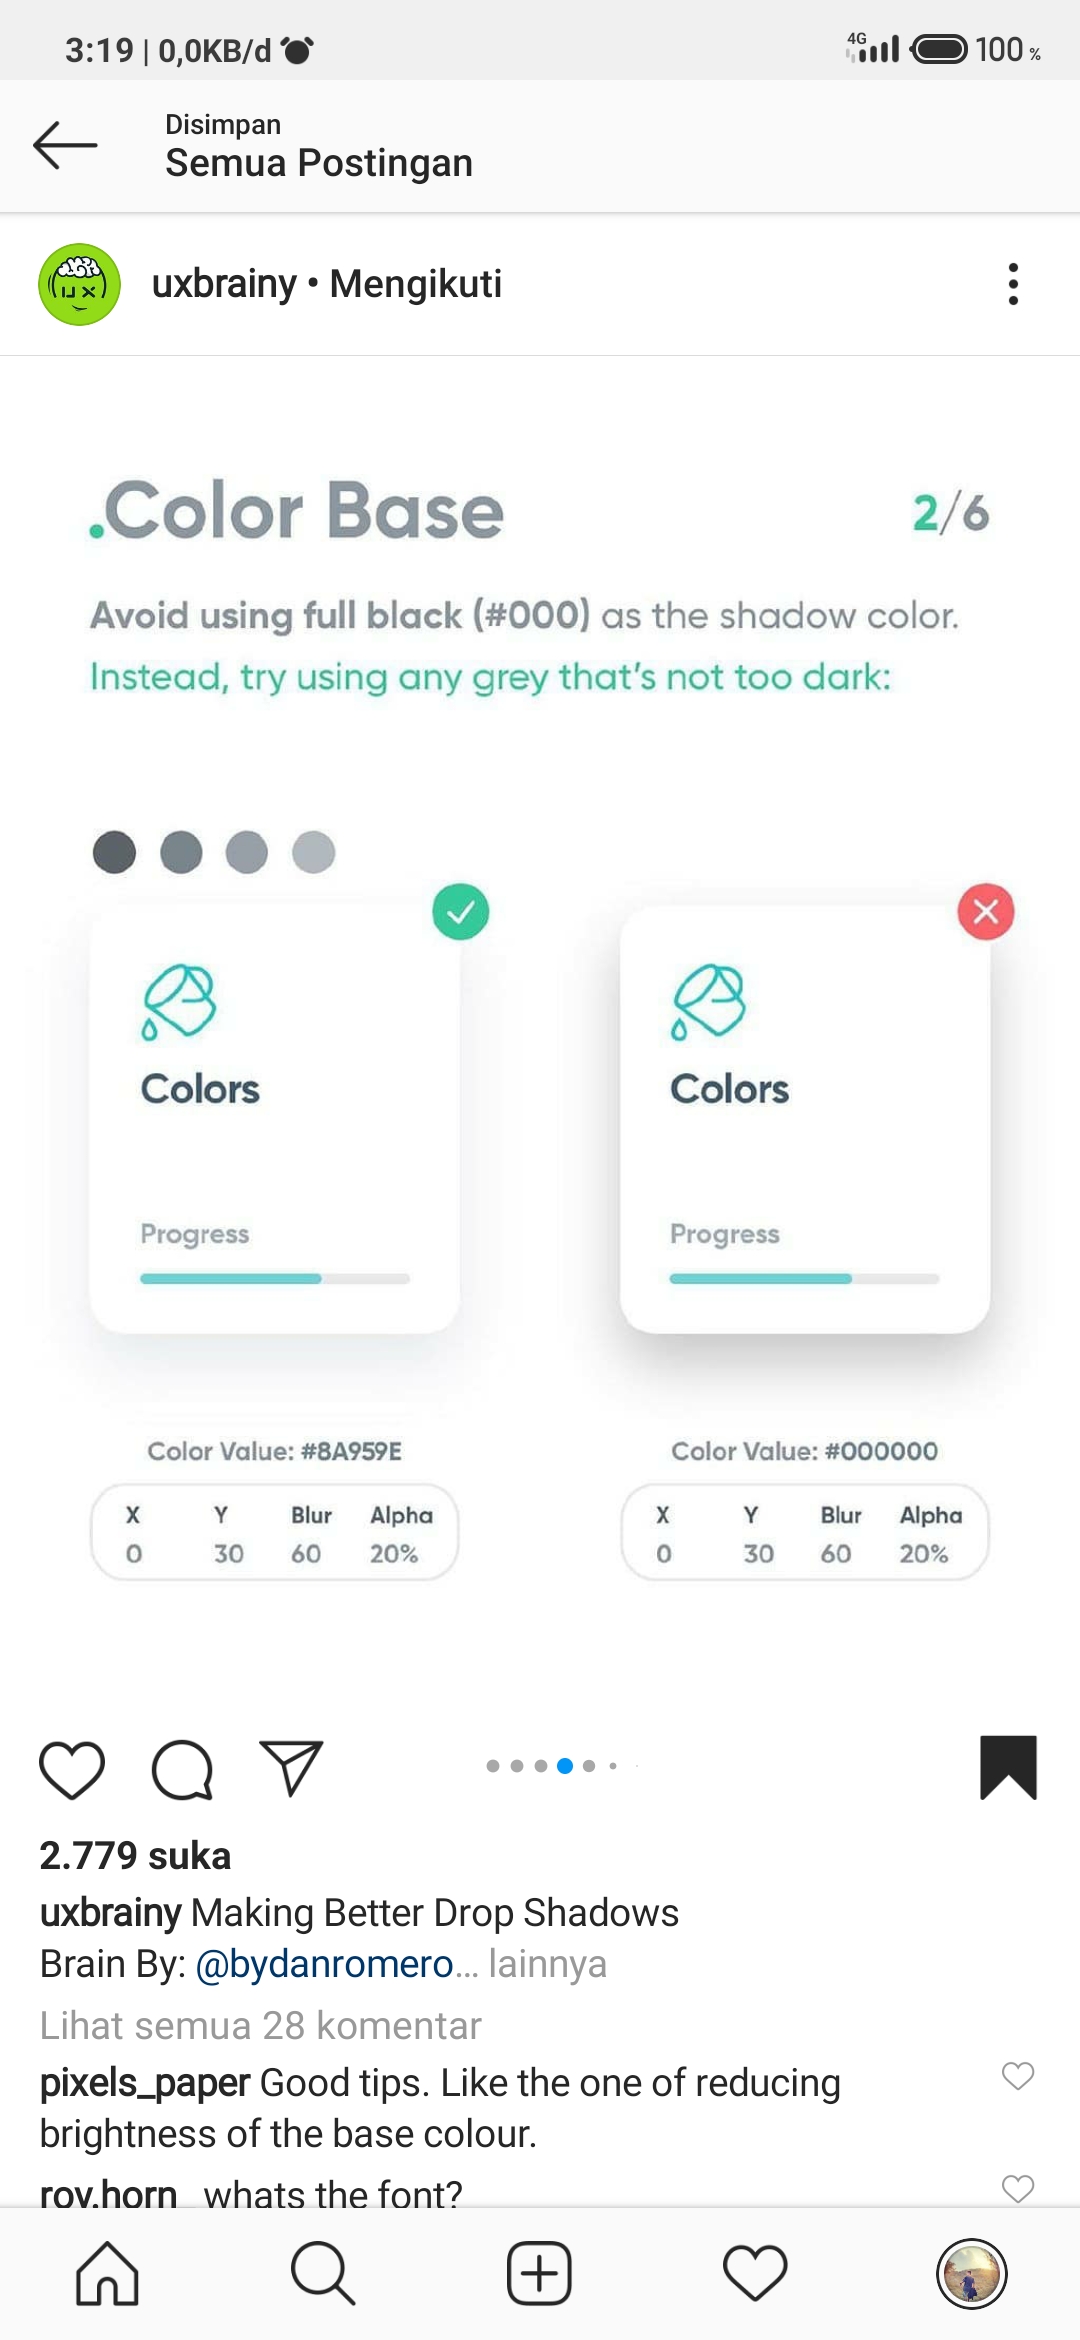 3:19 | 0,0KB/d
4G
100 %
Disimpan
Semua Postingan
uxbrainy • Mengikuti
.Color Base
2/6
Avoid using full black (#000) as the shadow color.
Instead, try using any grey that's not too dark:
Colors
Progress
Colors
Progress
Color Value: #8A959E
X Y Blur Alpha
0 30 60 20%
Color Value: #000000
X Y Blur Alpha
0 30 60 20%
2.779 suka
uxbrainy Making Better Drop Shadows
Brain By: @bydanromero... lainnya
Lihat semua 28 komentar
pixels_paper Good tips. Like the one of reducing
brightness of the base colour.
roy.horn_ whats the font?